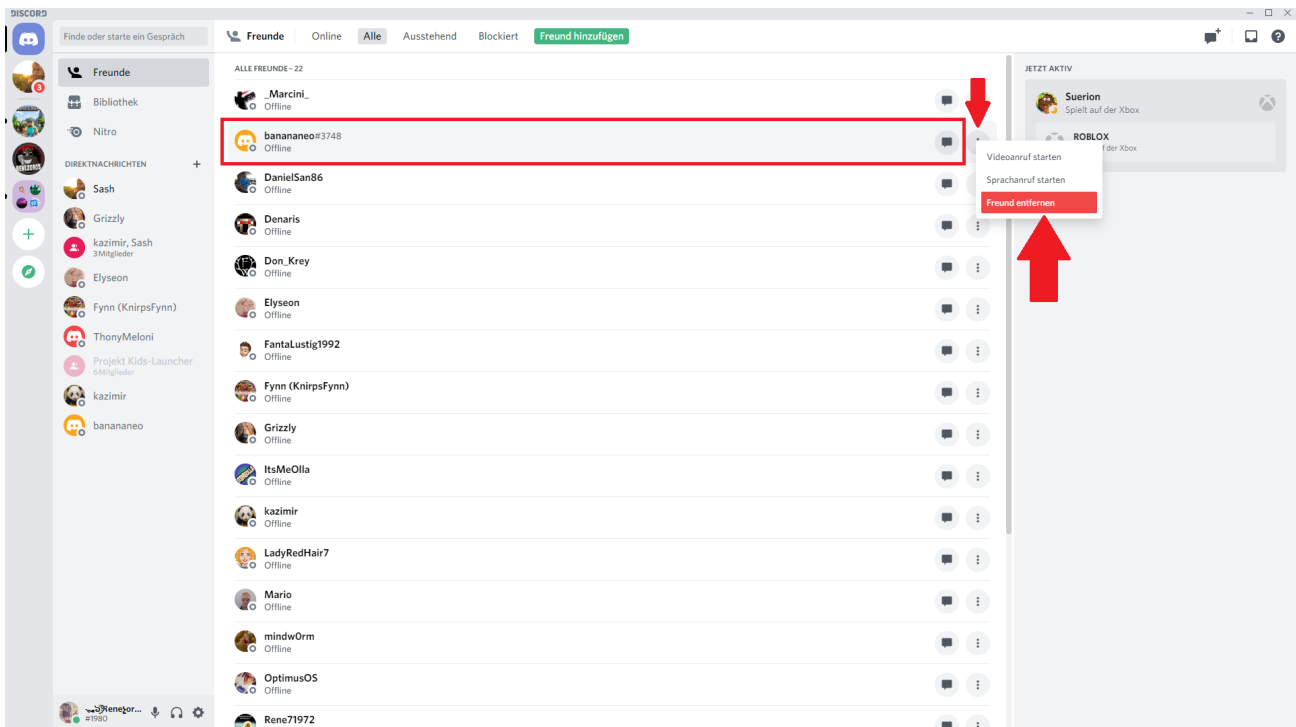 DISCORD
Finde oder starte ein Gespräch
Freunde
Online
Alle
Ausstehend
Blockiert
Freund hinzufügen
3
Freunde
Bibliothek
Nitro
DIREKTNACHRICHTEN
Sash
Grizzly
kazimir, Sash
3 Mitglieder
Elyseon
Fynn (KnirpsFynn)
ThonyMeloni
Projekt Kids-Launcher
6 Mitglieder
kazimir
banananeo
#1980
ALLE FREUNDE – 22
_Marcini_
Offline
banananeo#3748
Offline
DanielSan86
Offline
Denaris
Offline
Don_Krey
Offline
Elyseon
Offline
FantaLustig1992
Offline
Fynn (KnirpsFynn)
Offline
Grizzly
Offline
ItsMeOlla
Offline
kazimir
Offline
LadyRedHair7
Offline
Mario
Offline
mindw0rm
Offline
OptimusOS
Offline
Rene71972
Videoanruf starten
Sprachanruf starten
Freund entfernen
JETZT AKTIV
Suerion
Spielt auf der Xbox
ROBLOX
der Xbox